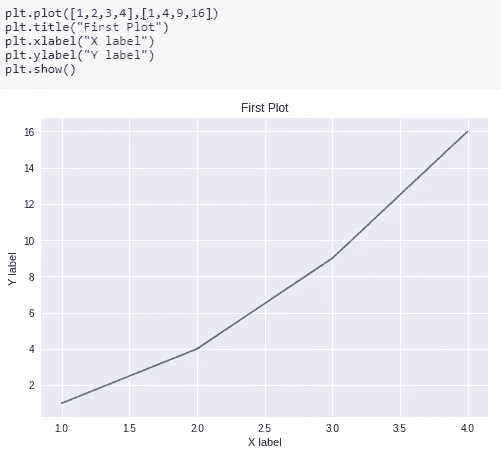 plt.plot([1,2,3,4],[1,4,9,16])
plt.title("First Plot")
plt.xlabel("X label")
plt.ylabel("Y label")
plt.show()
First Plot
16
14
12
10
8
6
4
2
Y label
1.0 1.5 2.0 2.5 3.0 3.5 4.0
X label